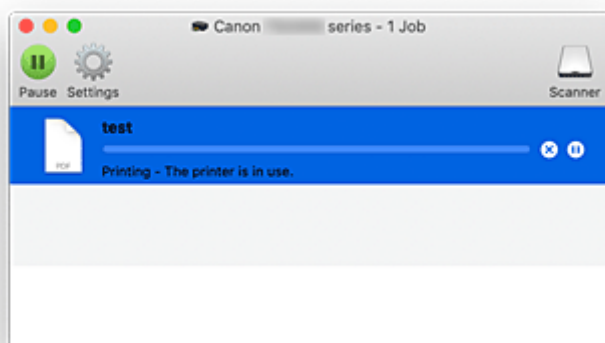 Canon series - 1 Job
Pause Settings Scanner
test
PDF
Printing - The printer is in use.